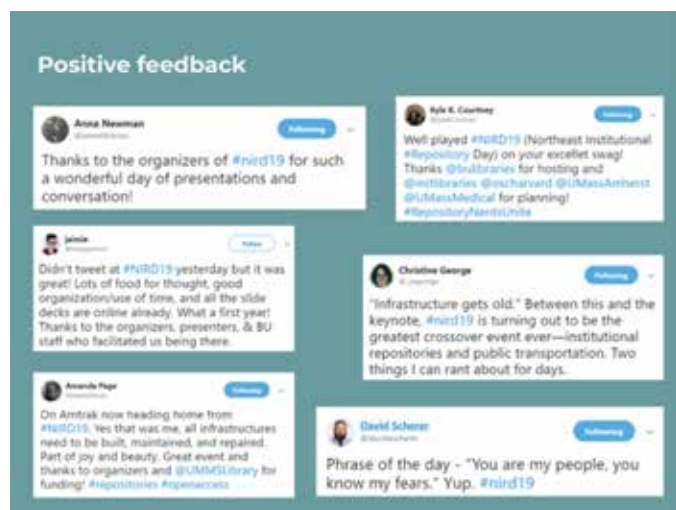 Positive feedback
Anna Newman
Following
Thanks to the organizers of #nird19 for such
a wonderful day of presentations and
conversation!
Kyle K. Courtney
Following
Well played #NIRD19 (Northeast Institutional
#Repository Day) on your excellet swag!
Thanks @bulibraries for hosting and
@mitlibraries @oscharvard @UMassAmherst
@UMassMedical for planning!
#RepositoryNerdsUnite
jaimie
Follow
Didn't tweet at #NIRD19 yesterday but it was
great! Lots of food for thought, good
organization/use of time, and all the slide
decks are online already. What a first year!
Thanks to the organizers, presenters, & BU
staff who facilitated us being there.
Christine George
Following
"Infrastructure gets old." Between this and the
keynote, #nird19 is turning out to be the
greatest crossover event ever—institutional
repositories and public transportation. Two
things I can rant about for days.
Amanda Page
Following
On Amtrak now heading home from
#NIRD19. Yes that was me, all infrastructures
need to be built, maintained, and repaired.
Part of joy and beauty. Great event and
thanks to organizers and @UMMSLibrary for
funding! #repositories #openaccess
David Scherer
Following
Phrase of the day - "You are my people, you
know my fears." Yup. #nird19